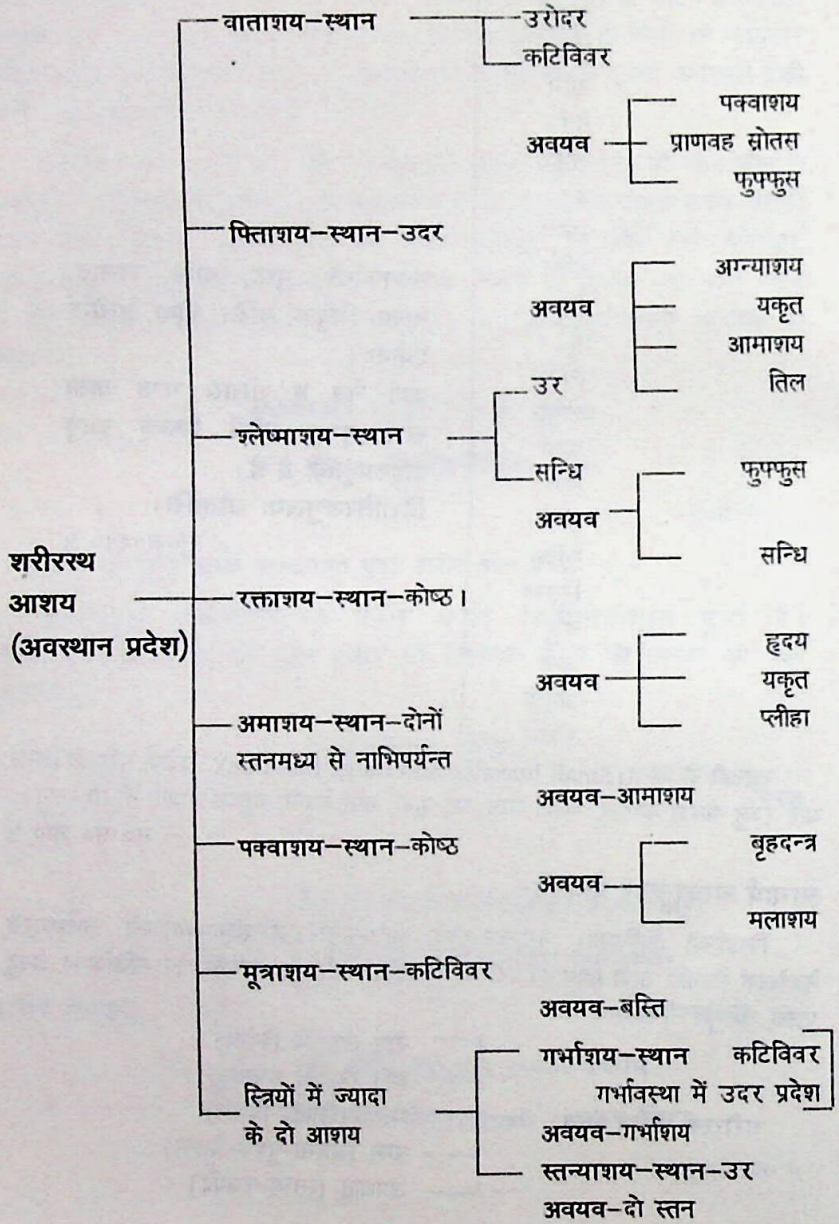 वाताशय-स्थान
उरोदर
कटिविवर
अवयव
पक्वाशय
प्राणवह स्रोतस
फुफ्फुस
पित्ताशय-स्थान-उदर
अवयव
अग्न्याशय
यकृत
आमाशय
तिल
श्लेष्माशय-स्थान
उर
सन्धि
अवयव
फुफ्फुस
सन्धि
शरीररथ
आशय
(अवस्थान प्रदेश)
रक्ताशय-स्थान-कोष्ठ।
अवयव
हृदय
यकृत
प्लीहा
अमाशय-स्थान-दोनों
स्तनमध्य से नाभिपर्यन्त
अवयव-आमाशय
पक्वाशय-स्थान-कोष्ठ
अवयव
बृहदन्त्र
मलाशय
मूत्राशय-स्थान-कटिविवर
अवयव-बस्ति
स्त्रियों में ज्यादा
के दो आशय
गर्भाशय-स्थान कटिविवर
गर्भावस्था में उदर प्रदेश
अवयव-गर्भाशय
स्तन्याशय-स्थान-उर
अवयव-दो स्तन